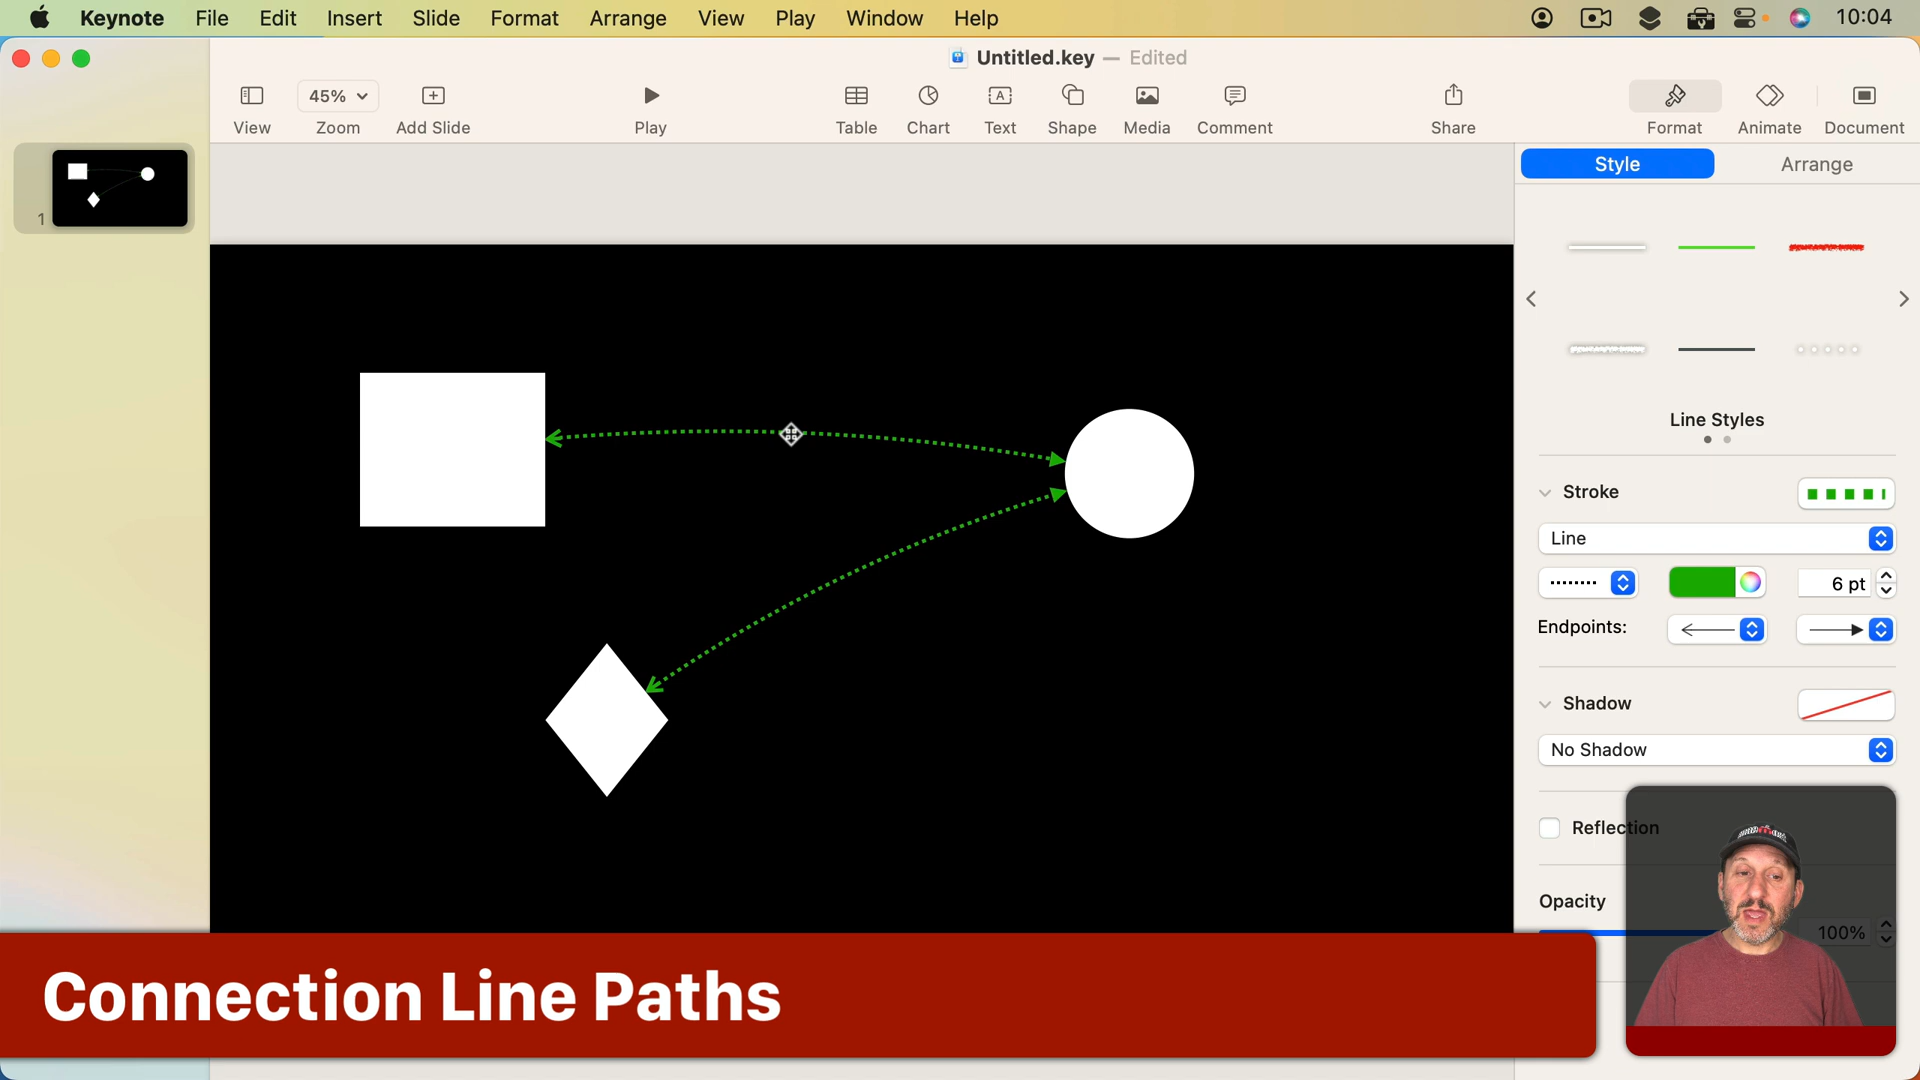 Keynote File Edit Insert Slide Format Arrange View Play Window Help 10:04
Untitled.key — Edited
45%
View Zoom Add Slide Play Table Chart Text Shape Media Comment Share Format Animate Document
Style Arrange
1
Line Styles
Stroke
Line
6 pt
Endpoints:
Shadow
No Shadow
Reflection
Opacity
100%
Connection Line Paths